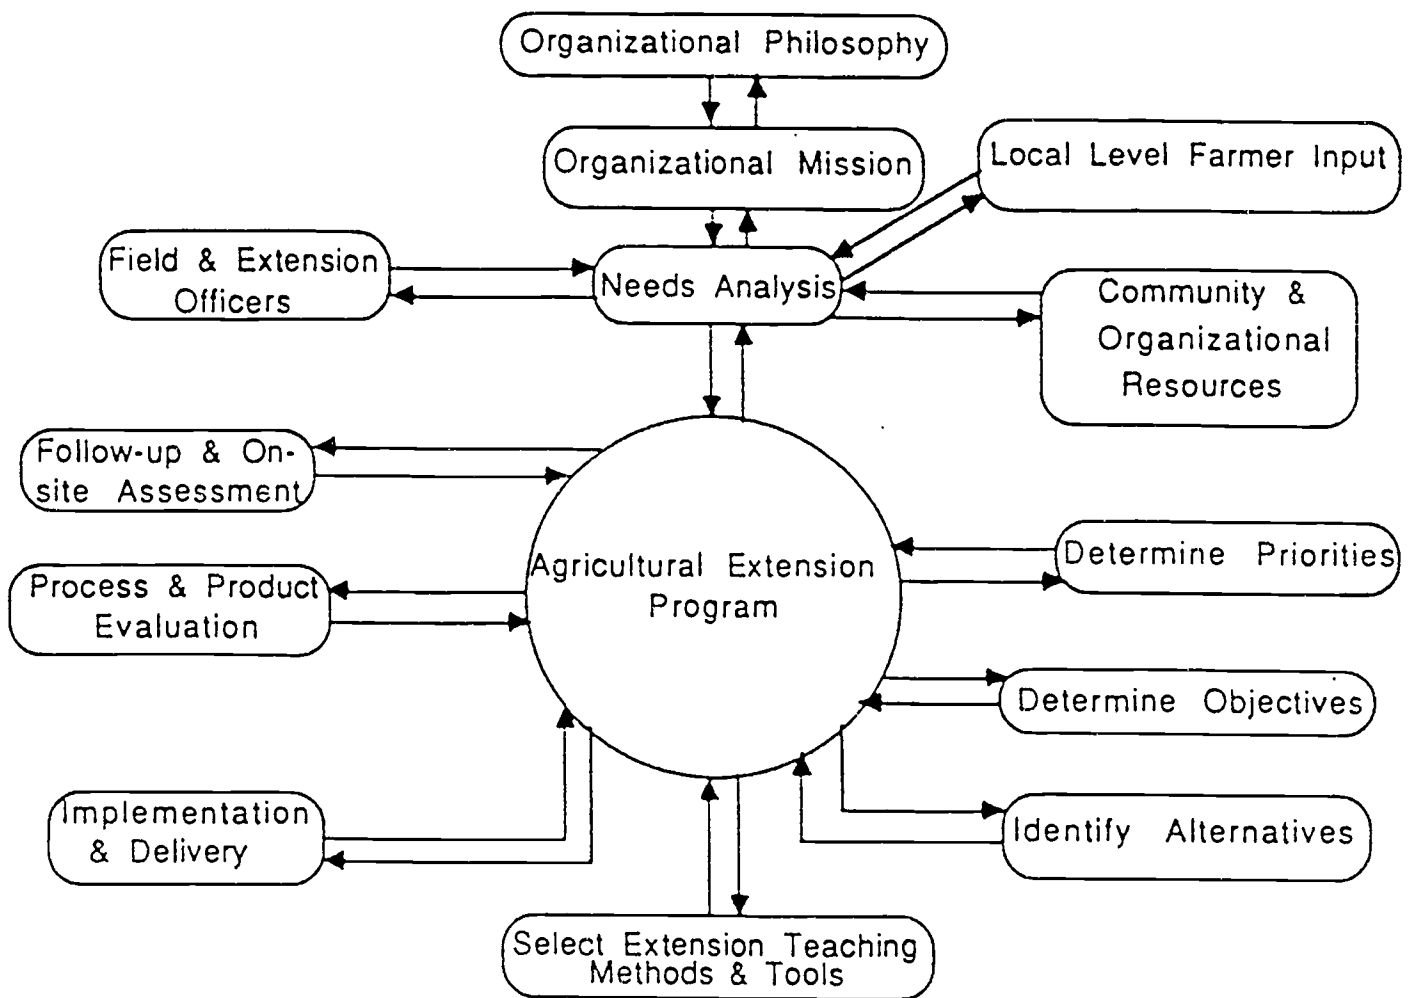 Organizational Philosophy
Organizational Mission
Local Level Farmer Input
Field & Extension
Officers
Needs Analysis
Community &
Organizational
Resources
Follow-up & On-
site Assessment
Agricultural Extension
Program
Determine Priorities
Process & Product
Evaluation
Determine Objectives
Implementation
& Delivery
Identify Alternatives
Select Extension Teaching
Methods & Tools